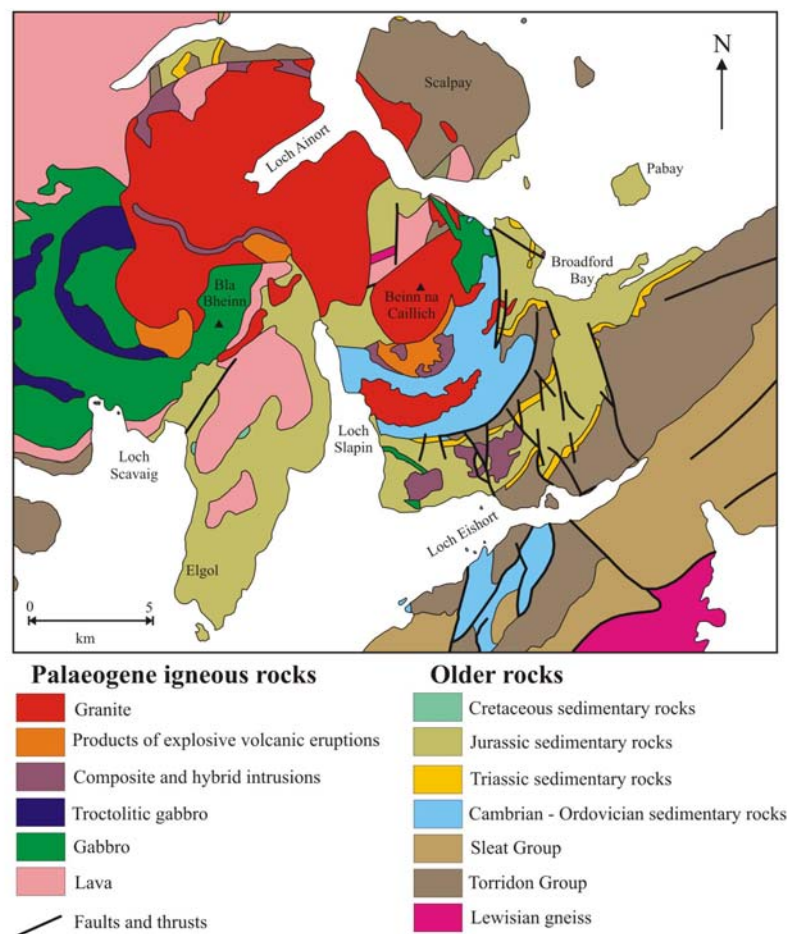 N
Scalpay
Loch Ainort
Pabay
Bla
Bheinn
Beinn na
Caillich
Broadford
Bay
Loch
Scavaig
Loch
Slapin
Loch Eishort
Elgol
0 5
km
Palaeogene igneous rocks
Granite
Products of explosive volcanic eruptions
Composite and hybrid intrusions
Troctolitic gabbro
Gabbro
Lava
Faults and thrusts
Older rocks
Cretaceous sedimentary rocks
Jurassic sedimentary rocks
Triassic sedimentary rocks
Cambrian - Ordovician sedimentary rocks
Sleat Group
Torridon Group
Lewisian gneiss